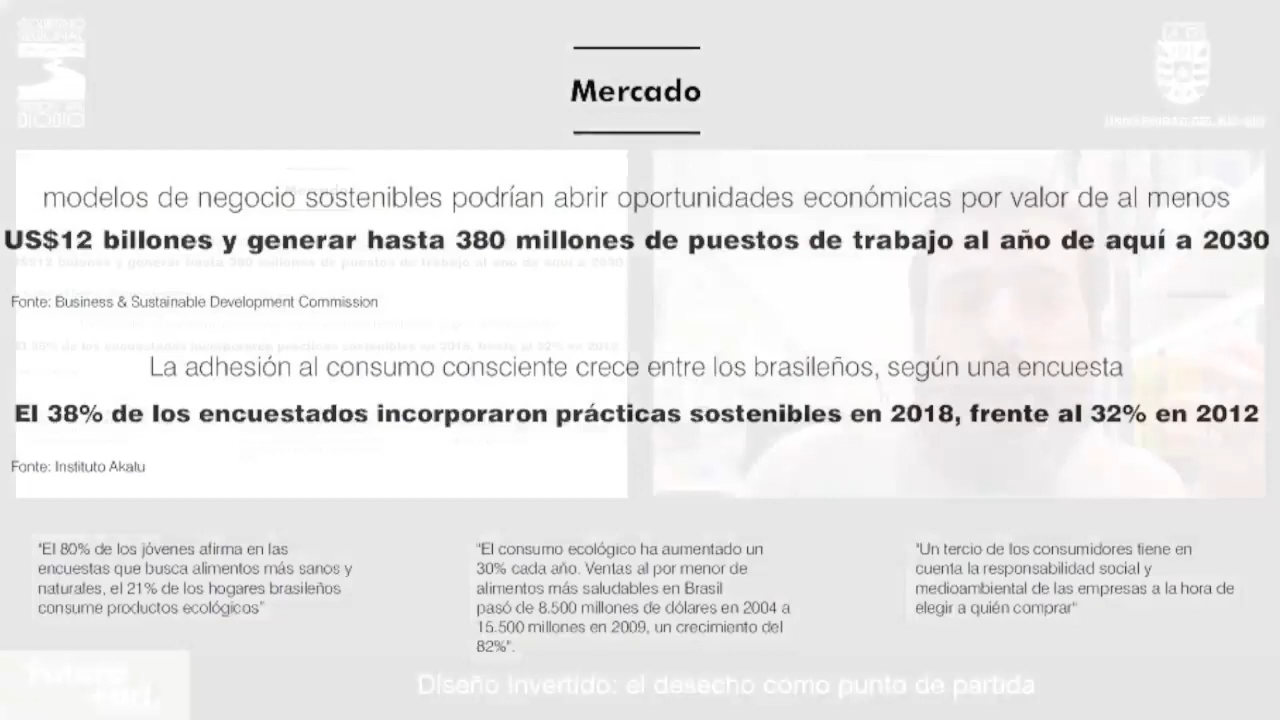 Mercado
modelos de negocio sostenibles podrían abrir oportunidades económicas por valor de al menos
US$12 billones y generar hasta 380 millones de puestos de trabajo al año de aquí a 2030
Fonte: Business & Sustainable Development Commission
La adhesión al consumo consciente crece entre los brasileños, según una encuesta
El 38% de los encuestados incorporaron prácticas sostenibles en 2018, frente al 32% en 2012
Fonte: Instituto Akalu
"El 80% de los jóvenes afirma en las
encuestas que busca alimentos más sanos y
naturales, el 21% de los hogares brasileños
consume productos ecológicos"
"El consumo ecológico ha aumentado un
30% cada año. Ventas al por menor de
alimentos más saludables en Brasil
pasó de 8.500 millones de dólares en 2004 a
15.500 millones en 2009, un crecimiento del
82%".
"Un tercio de los consumidores tiene en
cuenta la responsabilidad social y
medioambiental de las empresas a la hora de
elegir a quién comprar"
Diseño Invertido: el desecho como punto de partida